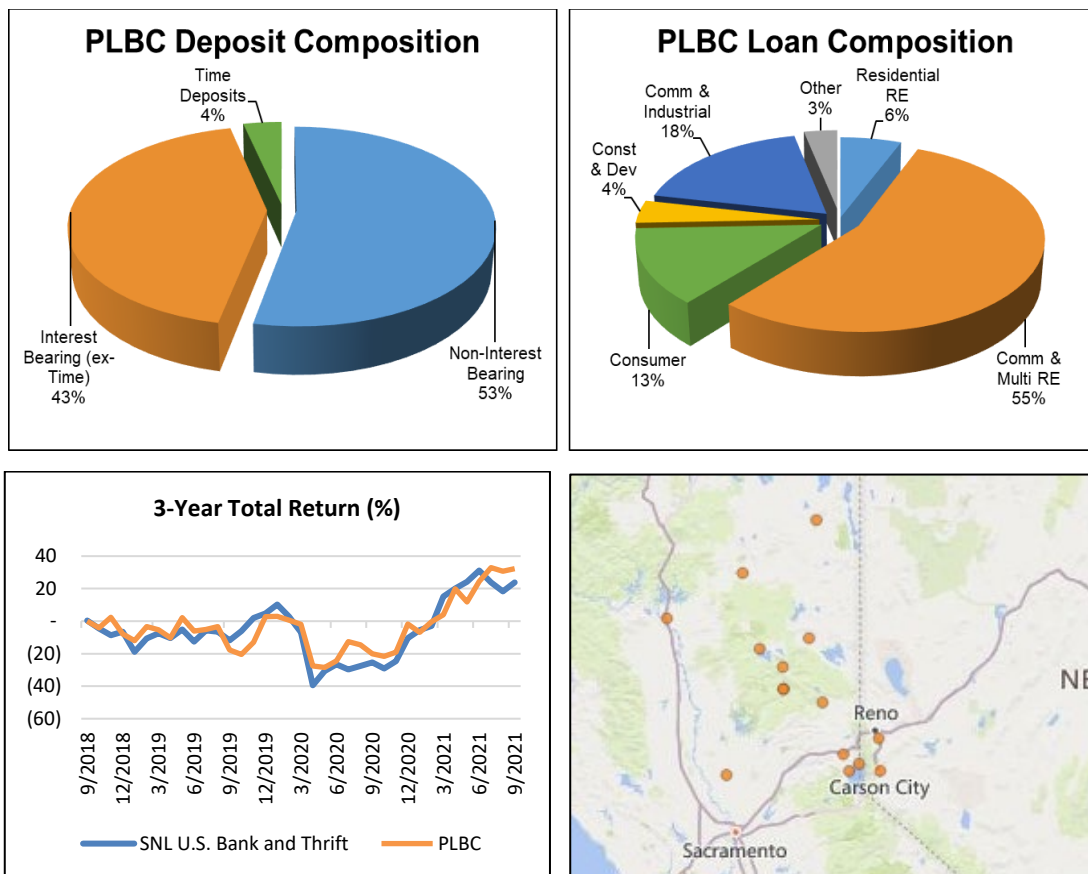 PLBC Deposit Composition
Time
Deposits
4%
Interest
Bearing (ex-
Time)
43%
Non-Interest
Bearing
53%
PLBC Loan Composition
Residential
RE
6%
Other
3%
Comm &
Industrial
18%
Const
& Dev
4%
Consumer
13%
Comm &
Multi RE
55%
3-Year Total Return (%)
40
20
-
(20)
(40)
(60)
9/2018
12/2018
3/2019
6/2019
9/2019
12/2019
3/2020
6/2020
9/2020
12/2020
3/2021
6/2021
9/2021
SNL U.S. Bank and Thrift
PLBC
NE
Reno
Carson City
Sacramento